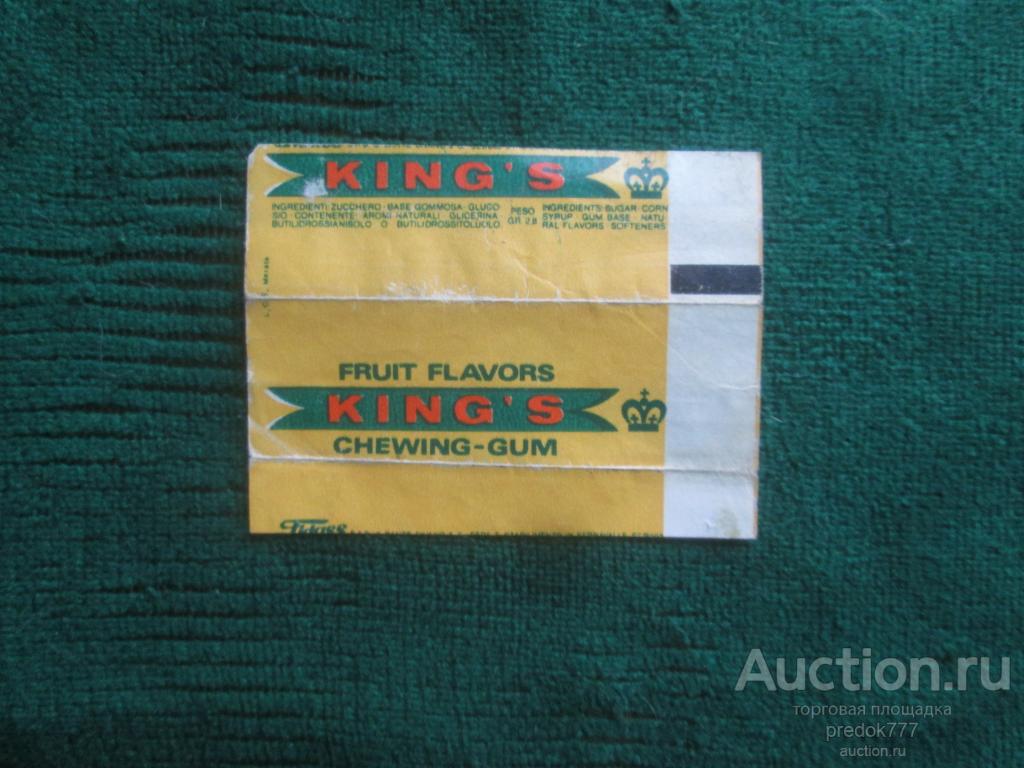 KING'S
INGREDIENTI: ZUCCHERO-BASE GOMMOSA-GLUCO
SIO-CONTENENTE AROMI NATURALI GLICERINA-
BUTILIDROSSIANISOLO O BUTILIDROSSITOLUOLO.
PESO
GR. 2.8
INGREDIENTS: SUGAR-CORN
SYRUP GUM BASE-NATU
RAL FLAVORS SOFTENERS
FRUIT FLAVORS
KING'S
CHEWING-GUM
Auction.ru
торговая площадка
predok777
auction.ru